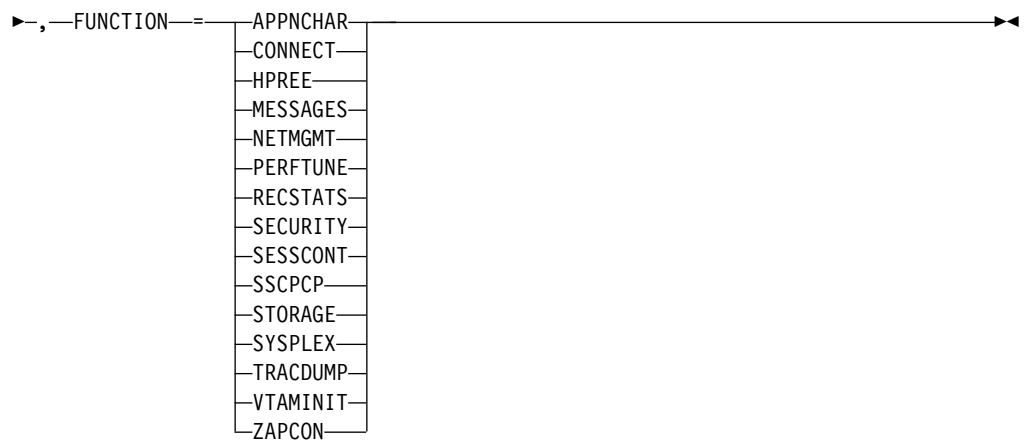 , FUNCTION = APPNCHAR
CONNECT
HPREE
MESSAGES
NETMGMT
PERFTUNE
RECSTATS
SECURITY
SESSCONT
SSCPCP
STORAGE
SYSPLEX
TRACDUMP
VTAMINIT
ZAPCON